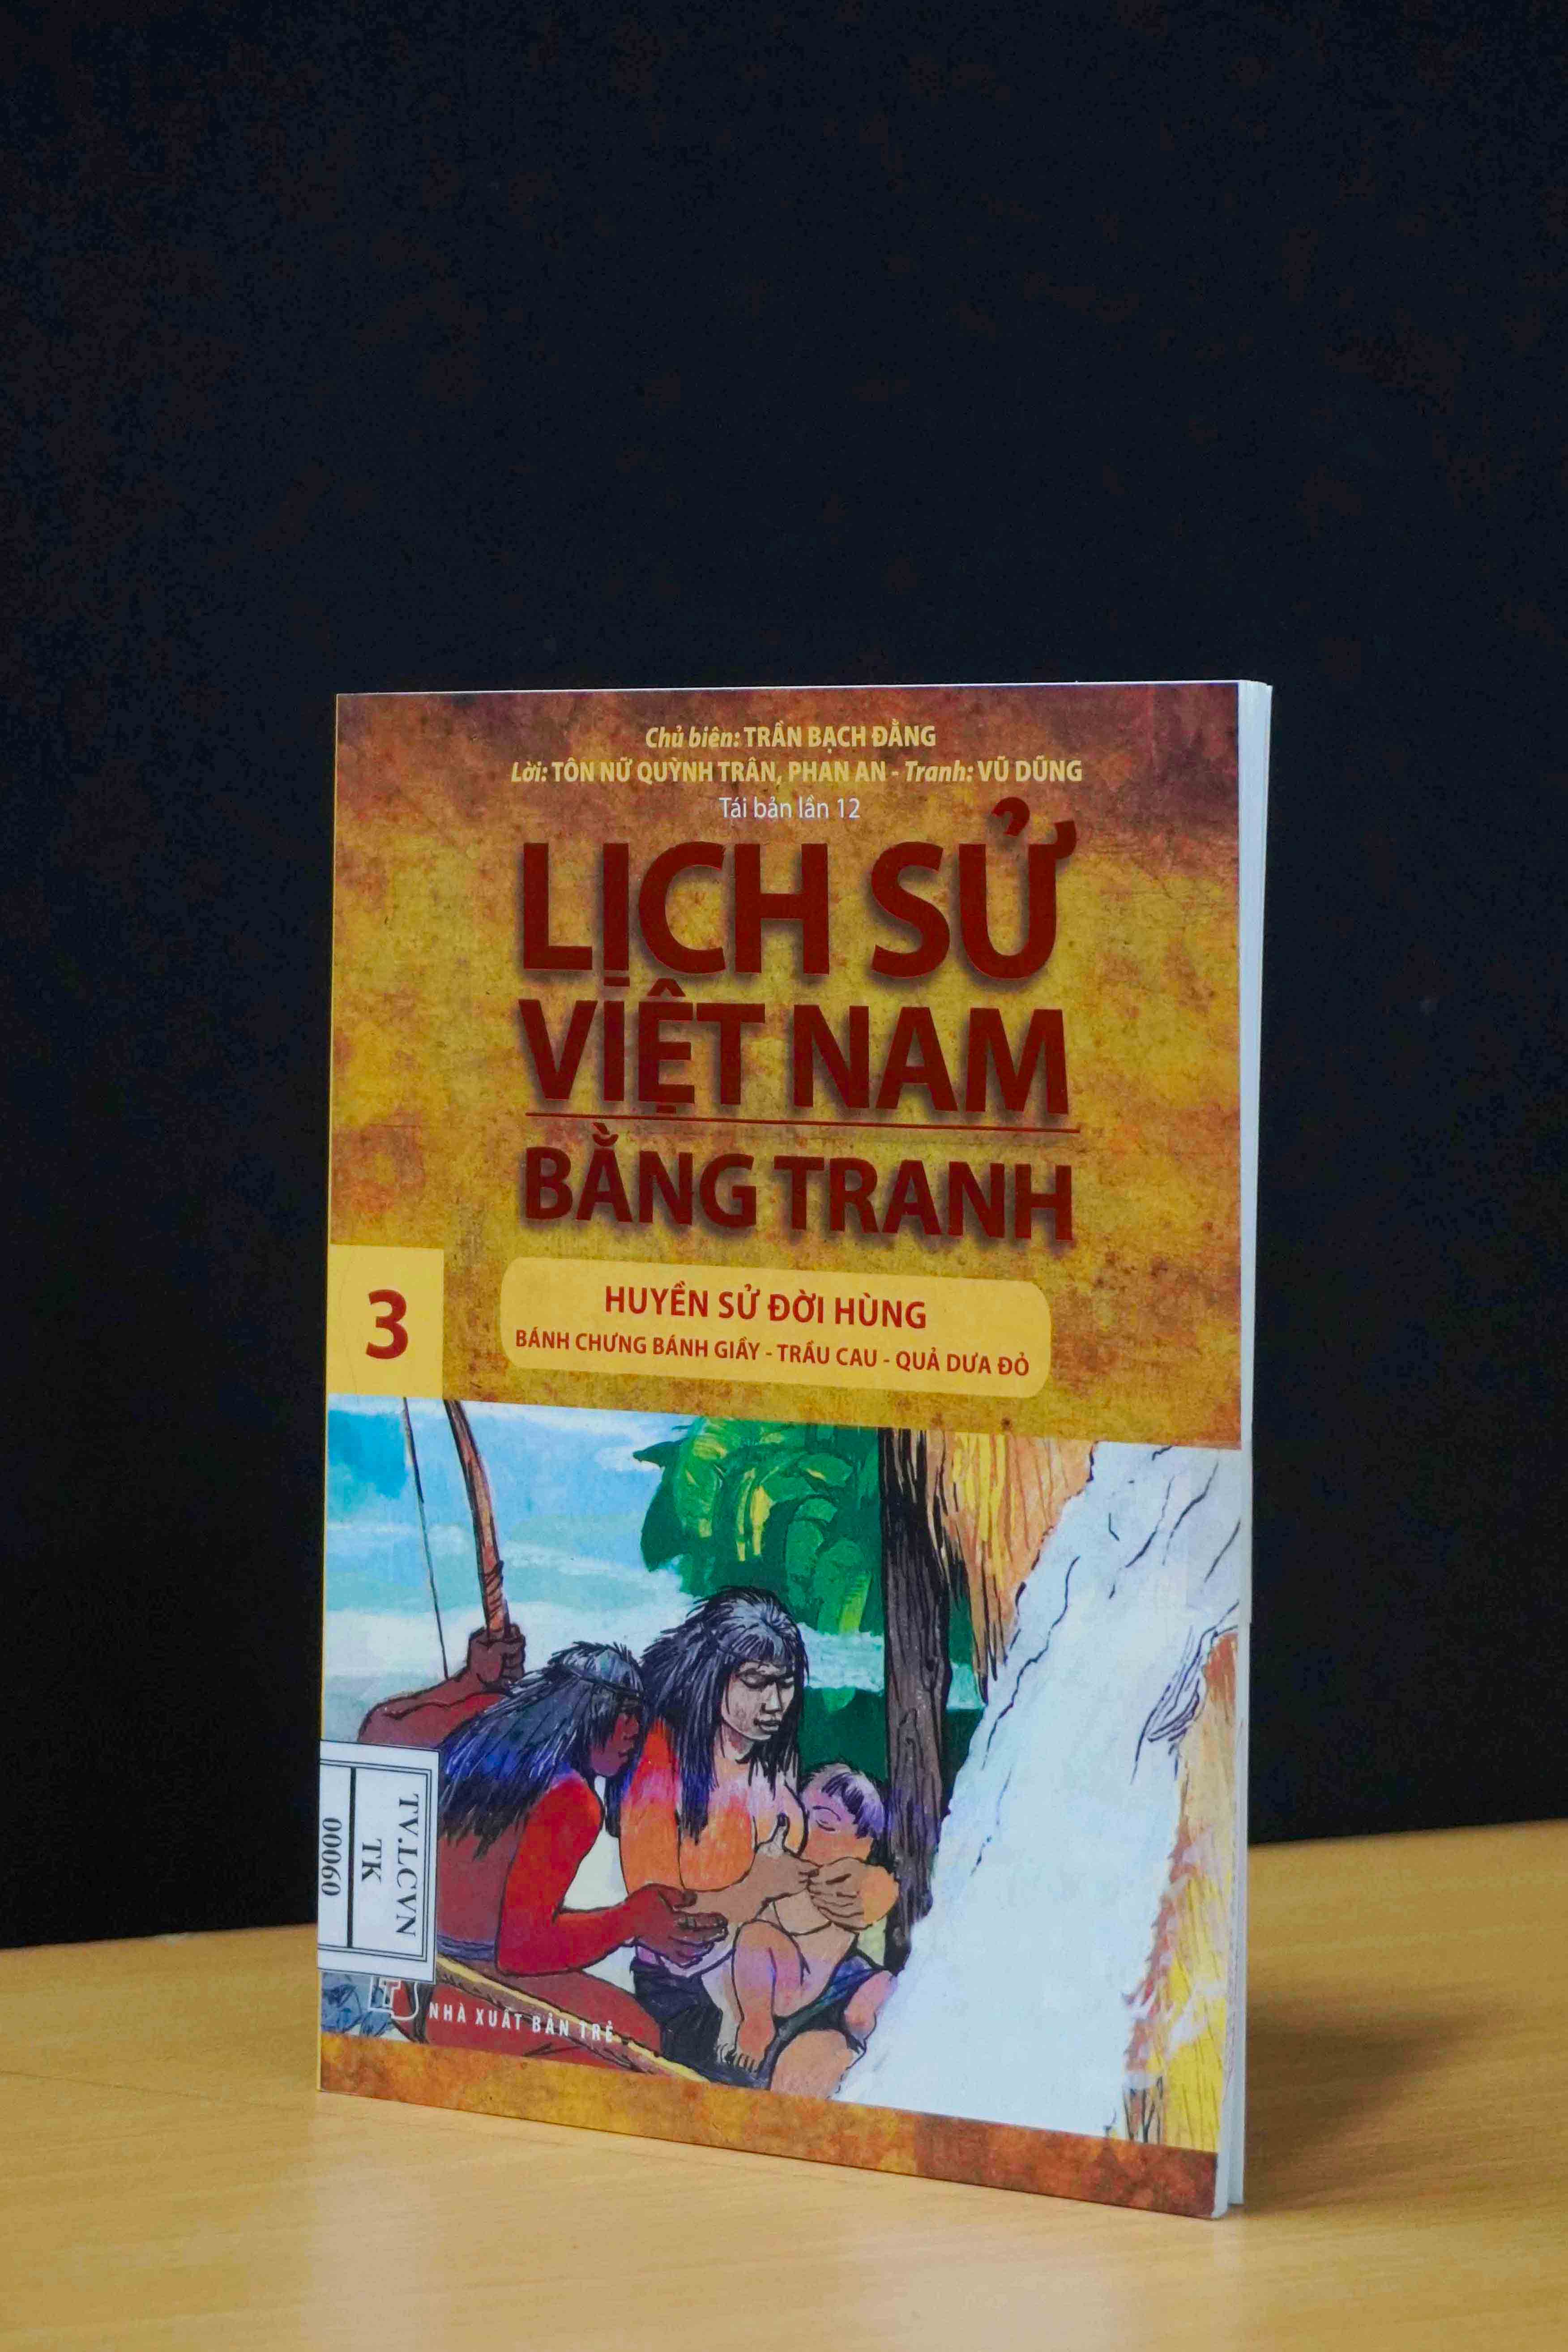 Chủ biên: TRẦN BẠCH ĐẰNG
Lời: TÔN NỮ QUỲNH TRÂN, PHAN AN - Tranh: VŨ DŨNG
Tái bản lần 12
LỊCH SỬ
VIỆT NAM
BẰNG TRANH
3
HUYỀN SỬ ĐỜI HÙNG
BÁNH CHƯNG BÁNH GIẦY - TRẦU CAU - QUẢ DƯA ĐỎ
TV.LCVN
TK
00060
NHÀ XUẤT BẢN TRẺ